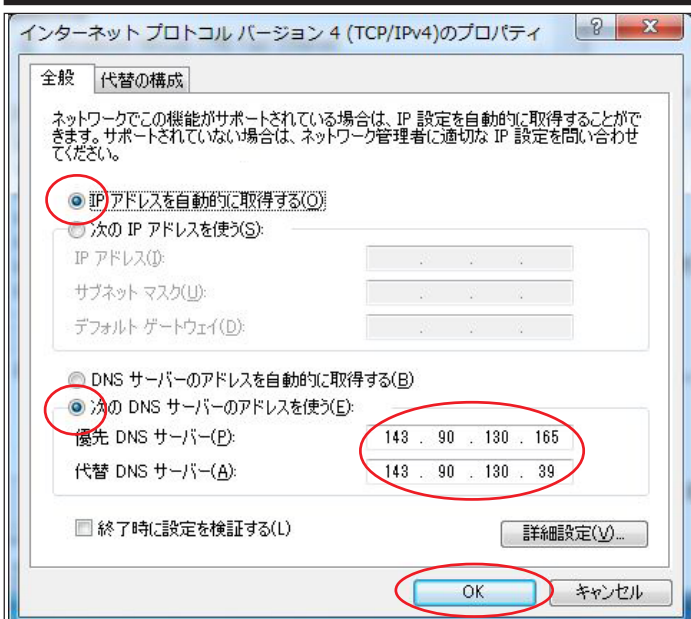 インターネット プロトコル バージョン 4 (TCP/IPv4)のプロパティ
全般 代替の構成
ネットワークでこの機能がサポートされている場合は、IP 設定を自動的に取得することがで
きます。サポートされていない場合は、ネットワーク管理者に適切な IP 設定を問い合わせ
てください。
IP アドレスを自動的に取得する(O)
次の IP アドレスを使う(S):
IP アドレス(I):
サブネット マスク(U):
デフォルト ゲートウェイ(D):
DNS サーバーのアドレスを自動的に取得する(B)
次の DNS サーバーのアドレスを使う(E):
優先 DNS サーバー(P): 143 . 90 . 130 . 165
代替 DNS サーバー(A): 143 . 90 . 130 . 39
終了時に設定を検証する(L)
詳細設定(V)...
OK キャンセル